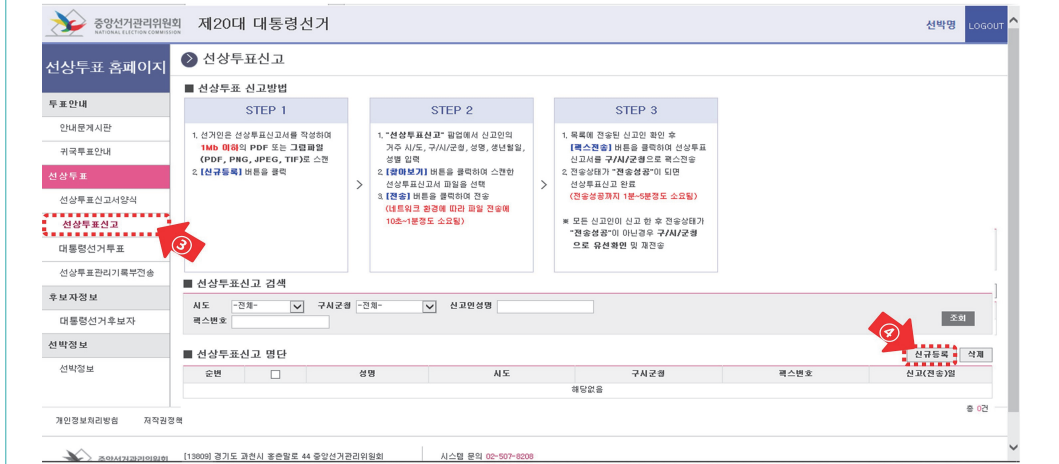 중앙선거관리위원회
NATIONAL ELECTION COMMISSION
제20대 대통령선거
선박명 LOGOUT
선상투표 홈페이지
투표안내
안내문게시판
귀국투표안내
선상투표
선상투표신고서양식
선상투표신고
③
대통령선거투표
선상투표관리기록부전송
후보자정보
대통령선거후보자
선박정보
선박정보
선상투표신고
■ 선상투표 신고방법
STEP 1
1. 선거인은 선상투표신고서를 작성하여
1Mb 이하의 PDF 또는 그림파일
(PDF, PNG, JPEG, TIF)로 스캔
2. [신규등록] 버튼을 클릭
>
STEP 2
1. "선상투표신고" 팝업에서 신고인의
거주 시/도, 구/시/군청, 성명, 생년월일,
성별 입력
2. [찾아보기] 버튼을 클릭하여 스캔한
선상투표신고서 파일을 선택
3. [전송] 버튼을 클릭하여 전송
(네트워크 환경에 따라 파일 전송에
10초~1분정도 소요됨)
>
STEP 3
1. 목록에 전송된 신고인 확인 후
[팩스전송] 버튼을 클릭하여 선상투표
신고서를 구/시/군청으로 팩스전송
2. 전송상태가 "전송성공"이 되면
선상투표신고 완료
(전송성공까지 1분~5분정도 소요됨)
※ 모든 신고인이 신고 한 후 전송상태가
"전송성공"이 아닌경우 구/시/군청
으로 유선확인 및 재전송
■ 선상투표신고 검색
시도 -전체- 구시군청 -전체- 신고인성명
팩스번호
조회
④
■ 선상투표신고 명단
신규등록 삭제
순번 성명 시도 구시군청 팩스번호 신고(전송)일
해당없음
총 0건
개인정보처리방침 저작권정책
중앙선거관리위원회
[13809] 경기도 과천시 홍촌말로 44 중앙선거관리위원회 시스템 문의 02-507-8208